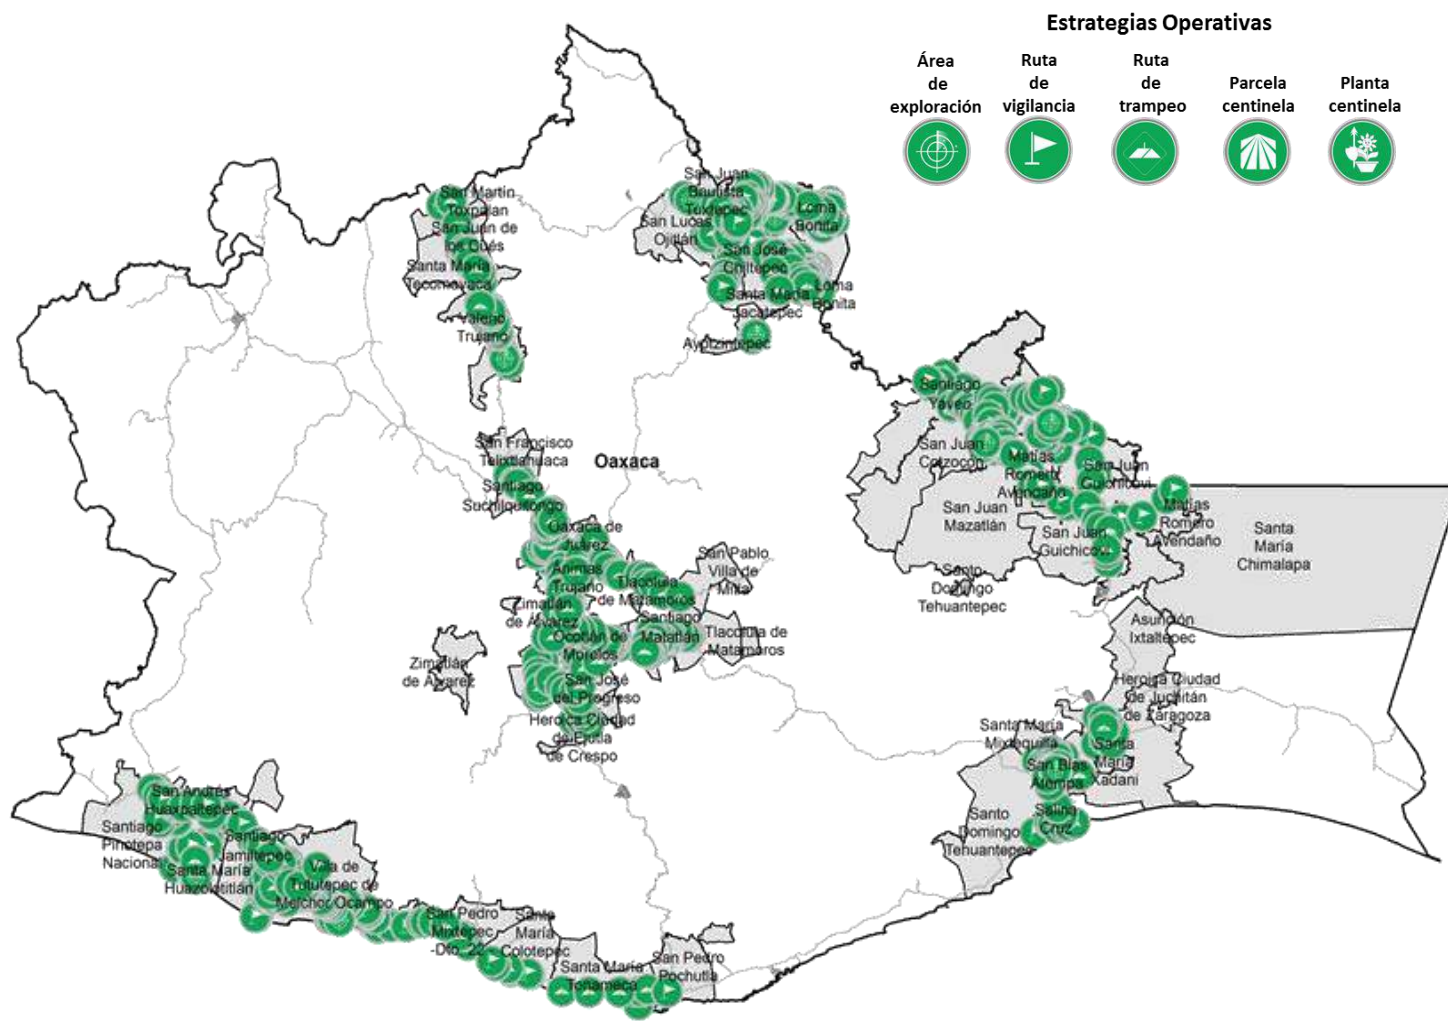 Estrategias Operativas
Área
de
exploración
Ruta
de
vigilancia
Ruta
de
trampeo
Parcela
centinela
Planta
centinela
San Martín
Toxpalan
San Juan de
los Cués
Santa María
Tecomavaca
Valerio
Trujano
San Juan
Bautista
Tuxtepec
Loma
Bonita
San Lucas
Ojitlán
San José
Chiltepec
Santa María
Jacatepec
Loma
Bonita
Ayotzintepec
San Francisco
Telixtlahuaca
Santiago
Suchilquitongo
Oaxaca
Santiago
Yaveo
San Juan
Cotzocón
Matías
Romero
Avendaño
San Juan
Guichicovi
San Juan
Mazatlán
San Juan
Guichicovi
Matías
Romero
Avendaño
Santa
María
Chimalapa
Santo
Domingo
Tehuantepec
Asunción
Ixtaltepec
Oaxaca de
Juárez
Animas
Trujano
Tlacolula
de Matamoros
San Pablo
Villa de
Mitla
Zimatlán
de Álvarez
Ocotlán de
Morelos
Santiago
Matatlán
Tlacolula de
Matamoros
Zimatlán
de Álvarez
San José
del Progreso
Heroica Ciudad
de Ejutla
de Crespo
Heroica Ciudad
de Juchitán
de Zaragoza
Santa María
Mixtequilla
San Blas
Atempa
Santa
María
Xadani
Salina
Cruz
Santo
Domingo
Tehuantepec
San Andrés
Huaxpaltepec
Santiago
Pinotepa
Nacional
Santiago
Jamiltepec
Santa María
Huazolotitlán
Villa de
Tututepec de
Melchor Ocampo
San Pedro
Mixtepec
-Dto. 22 -
Santa
María
Colotepec
Santa María
Tonameca
San Pedro
Pochutla